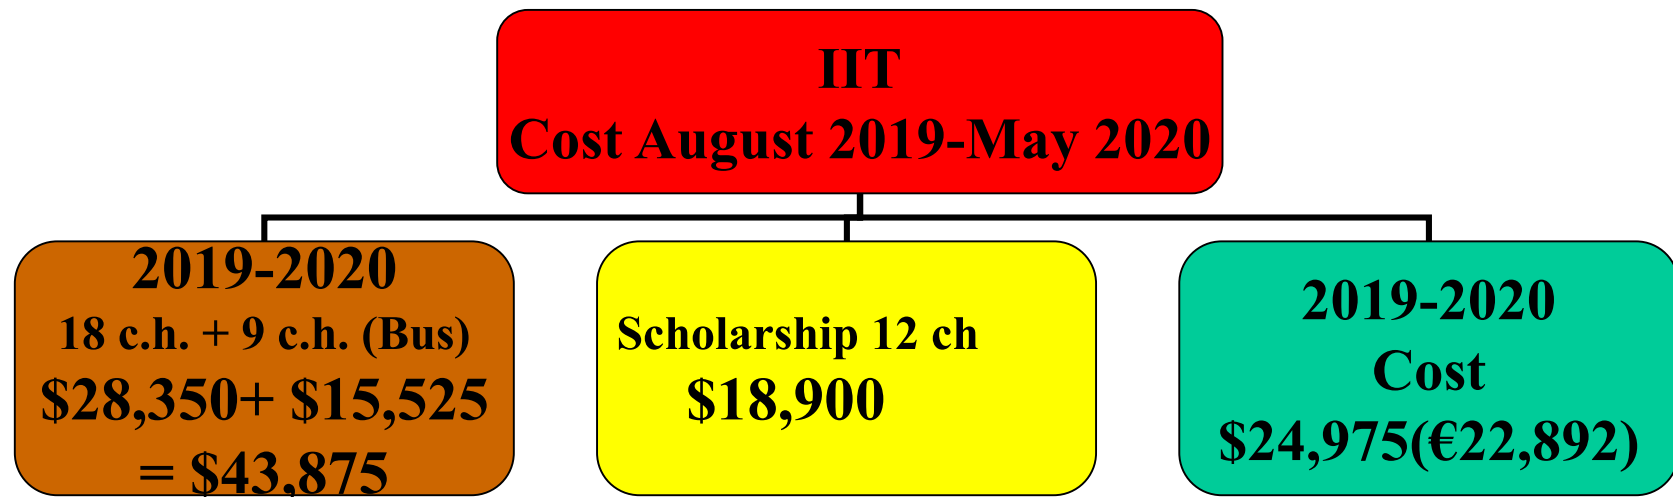 IIT
Cost August 2019-May 2020
2019-2020
18 c.h. + 9 c.h. (Bus)
$28,350+ $15,525
= $43,875
Scholarship 12 ch
$18,900
2019-2020
Cost
$24,975(€22,892)